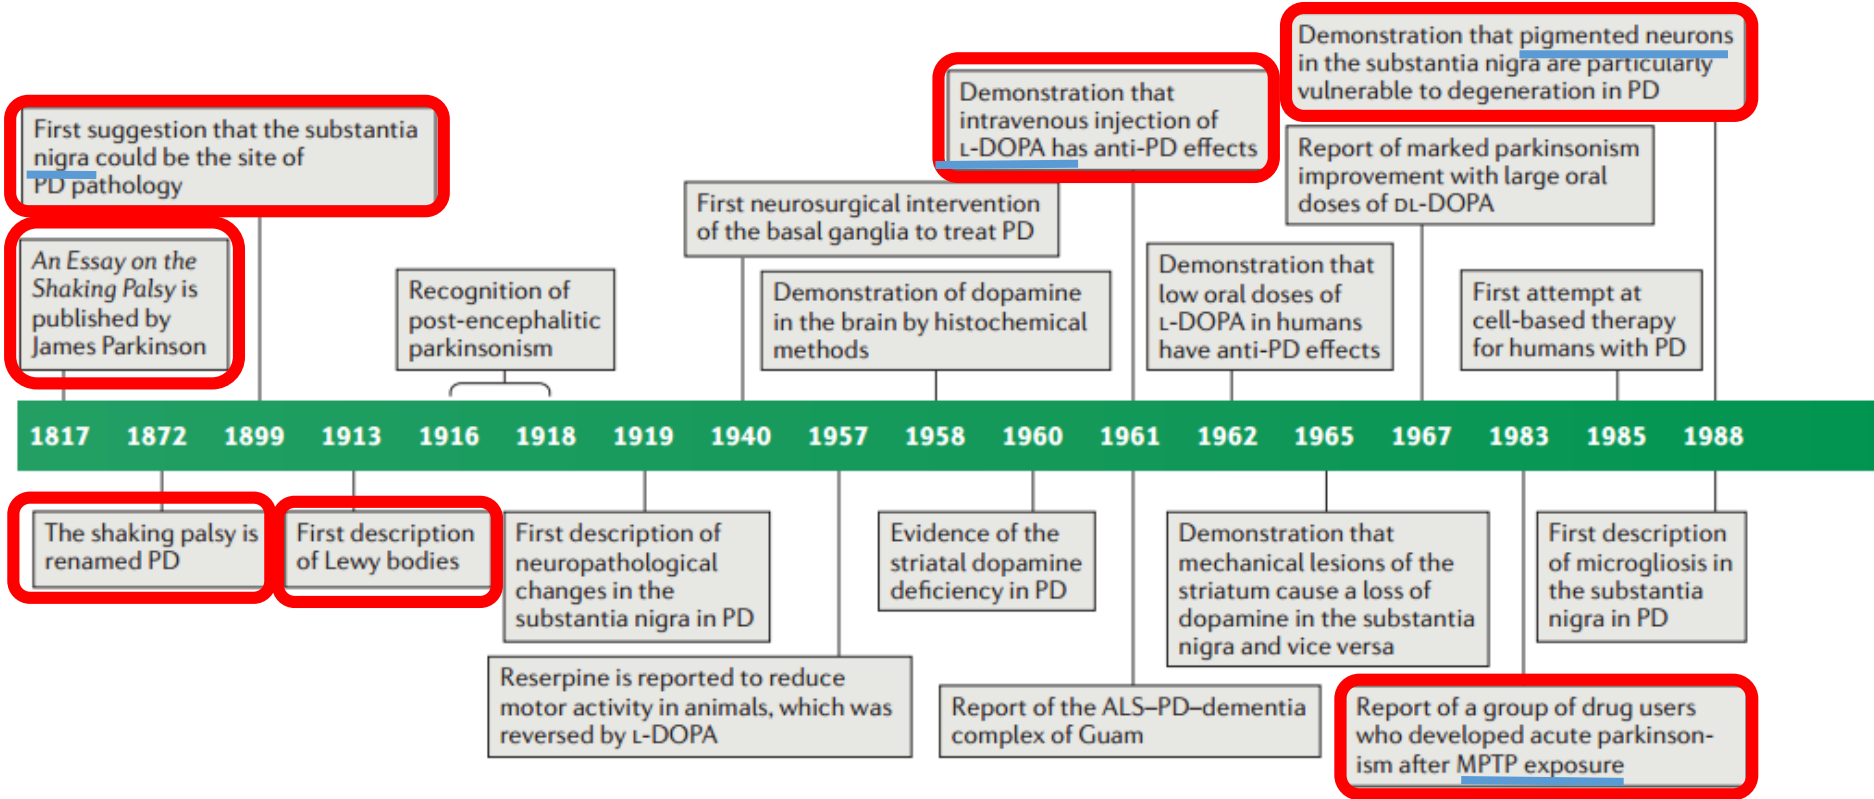 Demonstration that pigmented neurons
in the substantia nigra are particularly
vulnerable to degeneration in PD
Demonstration that
intravenous injection of
L-DOPA has anti-PD effects
First suggestion that the substantia
nigra could be the site of
PD pathology
Report of marked parkinsonism
improvement with large oral
doses of DL-DOPA
First neurosurgical intervention
of the basal ganglia to treat PD
An Essay on the
Shaking Palsy is
published by
James Parkinson
Recognition of
post-encephalitic
parkinsonism
Demonstration of dopamine
in the brain by histochemical
methods
Demonstration that
low oral doses of
L-DOPA in humans
have anti-PD effects
First attempt at
cell-based therapy
for humans with PD
1817 1872 1899 1913 1916 1918 1919 1940 1957 1958 1960 1961 1962 1965 1967 1983 1985 1988
The shaking palsy is
renamed PD
First description
of Lewy bodies
First description of
neuropathological
changes in the
substantia nigra in PD
Evidence of the
striatal dopamine
deficiency in PD
Demonstration that
mechanical lesions of the
striatum cause a loss of
dopamine in the substantia
nigra and vice versa
First description
of microgliosis in
the substantia
nigra in PD
Reserpine is reported to reduce
motor activity in animals, which was
reversed by L-DOPA
Report of the ALS–PD–dementia
complex of Guam
Report of a group of drug users
who developed acute parkinson-
ism after MPTP exposure